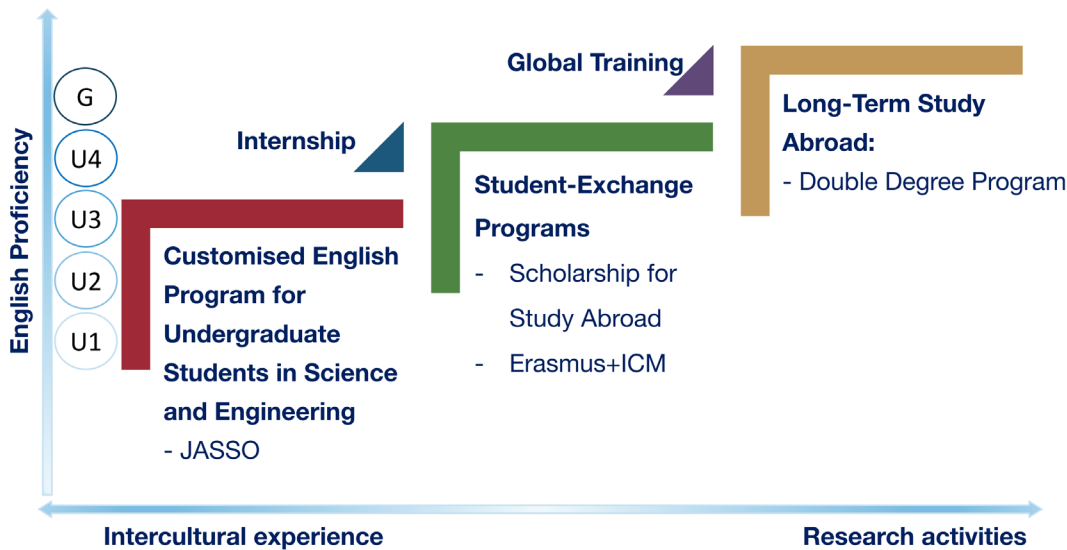 English Proficiency
G
U4
U3
U2
U1
Customised English
Program for
Undergraduate
Students in Science
and Engineering
- JASSO
Internship
Student-Exchange
Programs
- Scholarship for
Study Abroad
- Erasmus+ICM
Global Training
Long-Term Study
Abroad:
- Double Degree Program
Intercultural experience
Research activities